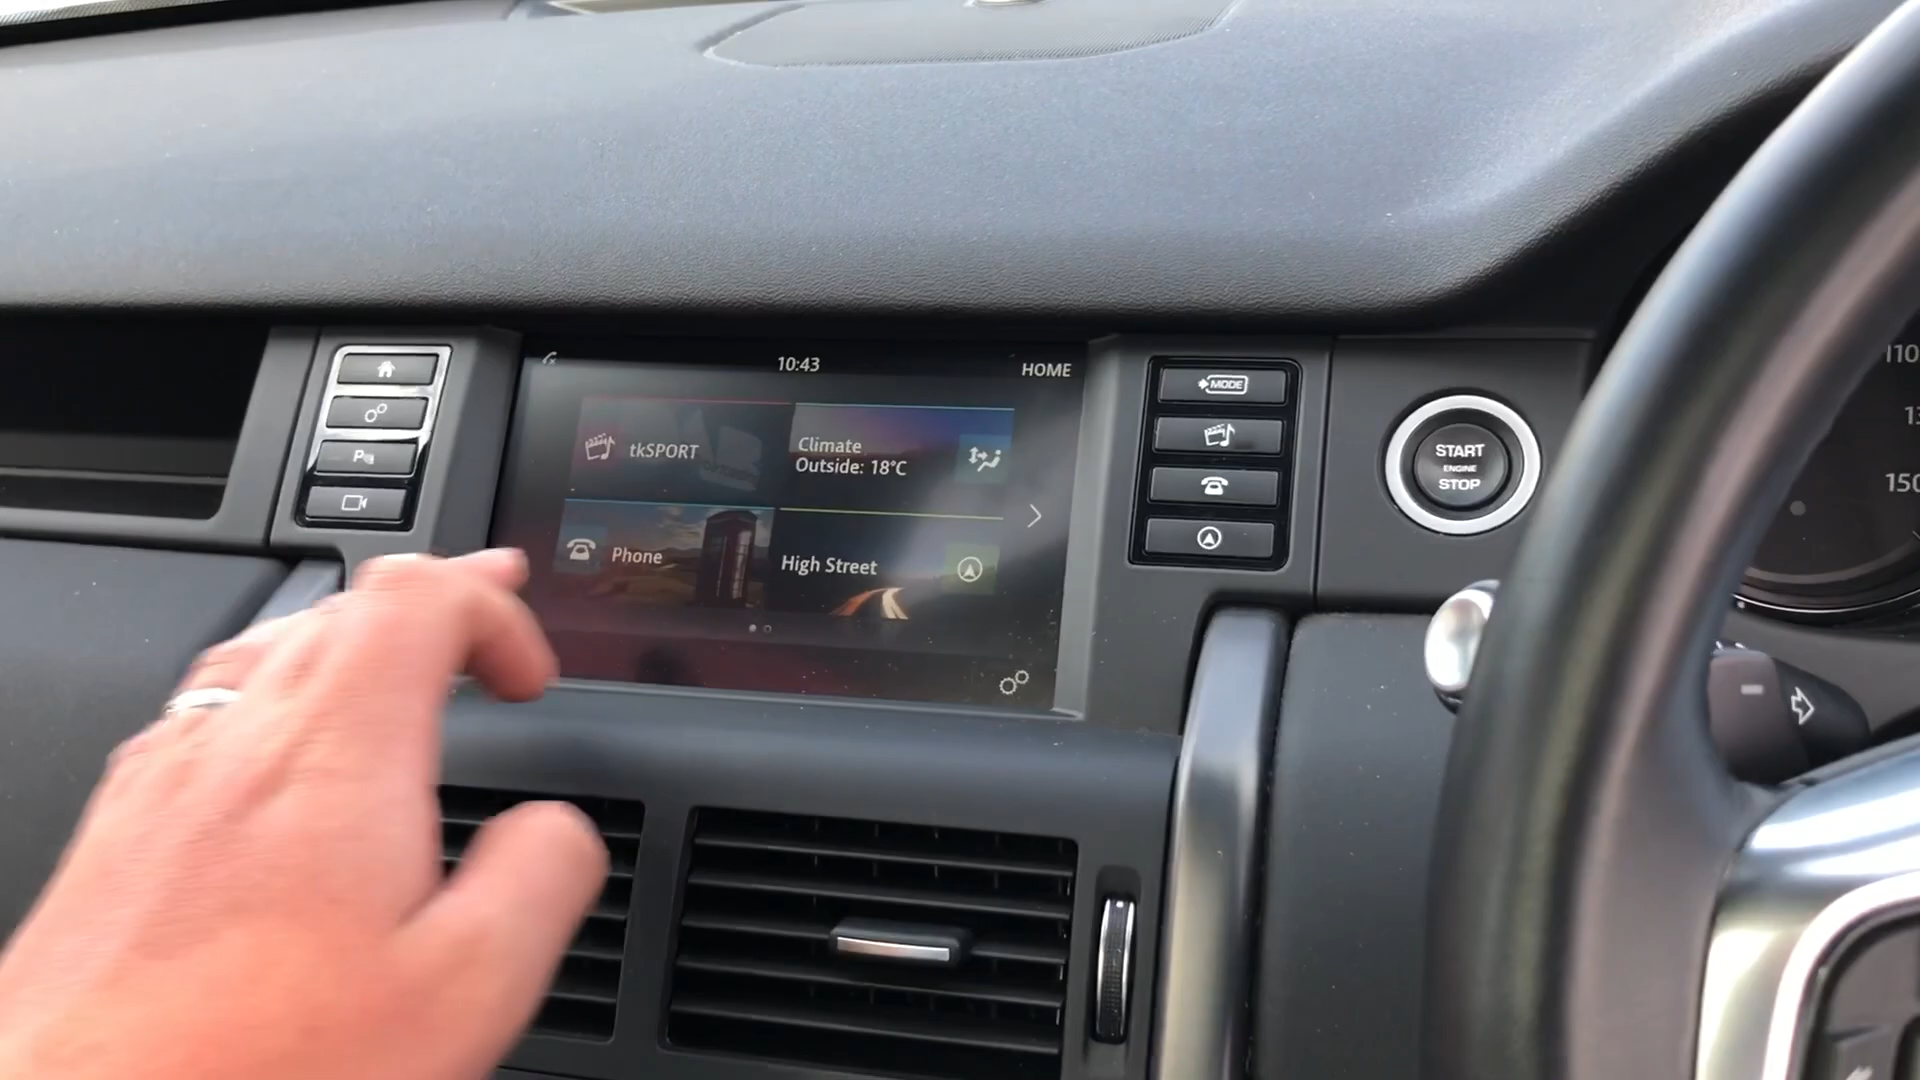 10:43
HOME
tkSPORT
Climate
Outside: 18°C
Phone
High Street
MODE
START
ENGINE
STOP
P
110
150